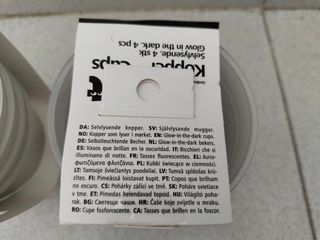 Kopper Cups
Selvlysende, 4 stk
Glow in the dark, 4 pcs
DA: Selvlysende kopper. SV: Självlysande muggar.
NO: Kopper som lyser i mørket. EN: Glow-in-the-dark cups.
DE: Selbstleuchtende Becher. NL: Glow-in-the-dark bekers.
ES: Vasos que brillan en la oscuridad. IT: Bicchieri che si
illuminano di notte. FR: Tasses fluorescentes. EL: Αυτο-
φωτιζόμενα φλυτζάνια. PL: Kubki świecące w ciemności.
LT: Tamsoje šviečiantys puodeliai. LV: Tumsā spīdošas krū-
zītes. FI: Pimeässä loistavat kupit. PT: Copos que brilham
no escuro. CS: Pohárky zářící ve tmě. SK: Poháre svietiace
v tme. ET: Pimedas helendavad topsid. HU: Világító pohá-
rak. BG: Светещи чаши. HR: Čaše koje svijetle u mraku.
RO: Cupe fosforescente. CA: Tasses que brillen en la foscor.